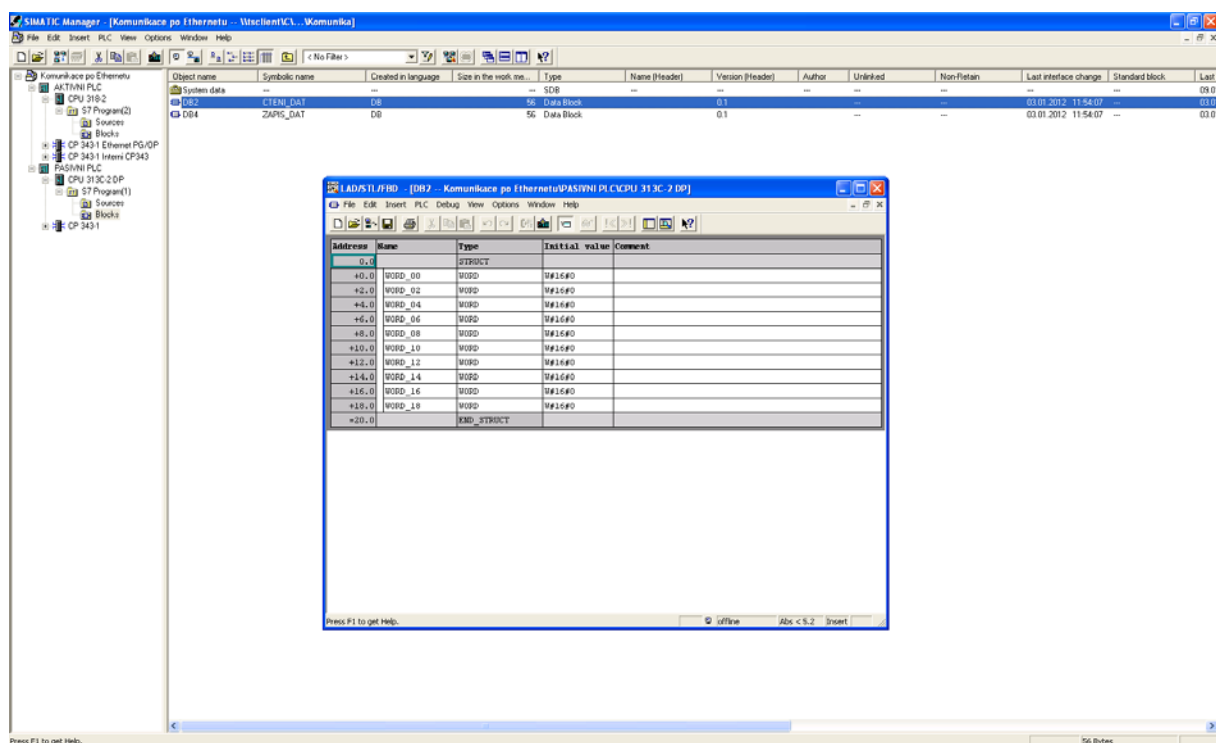 SIMATIC Manager - [Komunikace po Ethernetu -- \\tsclient\C\...\Komunika]
File Edit Insert PLC View Options Window Help
< No Filter >
Komunikace po Ethernetu
AKTIVNI PLC
CPU 318-2
S7 Program(2)
Sources
Blocks
CP 343-1 Ethernet PG/OP
CP 343-1 Interni CP343
PASIVNI PLC
CPU 313C-2 DP
S7 Program(1)
Sources
Blocks
CP 343-1
Object name Symbolic name Created in language Size in the work me... Type Name (Header) Version (Header) Author Unlinked Non-Retain Last interface change Standard block Last
System data --- --- --- SDB --- --- --- --- --- --- --- 09.0
DB2 CTENI_DAT DB 56 Data Block 0.1 --- --- 03.01.2012 11:54:07 --- 03.0
DB4 ZAPIS_DAT DB 56 Data Block 0.1 --- --- 03.01.2012 11:54:07 --- 03.0
LAD/STL/FBD - [DB2 -- Komunikace po Ethernetu\PASIVNI PLC\CPU 313C-2 DP]
File Edit Insert PLC Debug View Options Window Help
Address Name Type Initial value Comment
0.0 STRUCT
+0.0 WORD_00 WORD W#16#0
+2.0 WORD_02 WORD W#16#0
+4.0 WORD_04 WORD W#16#0
+6.0 WORD_06 WORD W#16#0
+8.0 WORD_08 WORD W#16#0
+10.0 WORD_10 WORD W#16#0
+12.0 WORD_12 WORD W#16#0
+14.0 WORD_14 WORD W#16#0
+16.0 WORD_16 WORD W#16#0
+18.0 WORD_18 WORD W#16#0
=20.0 END_STRUCT
Press F1 to get Help. offline Abs < 5.2 Insert
Press F1 to get Help. 56 Bytes